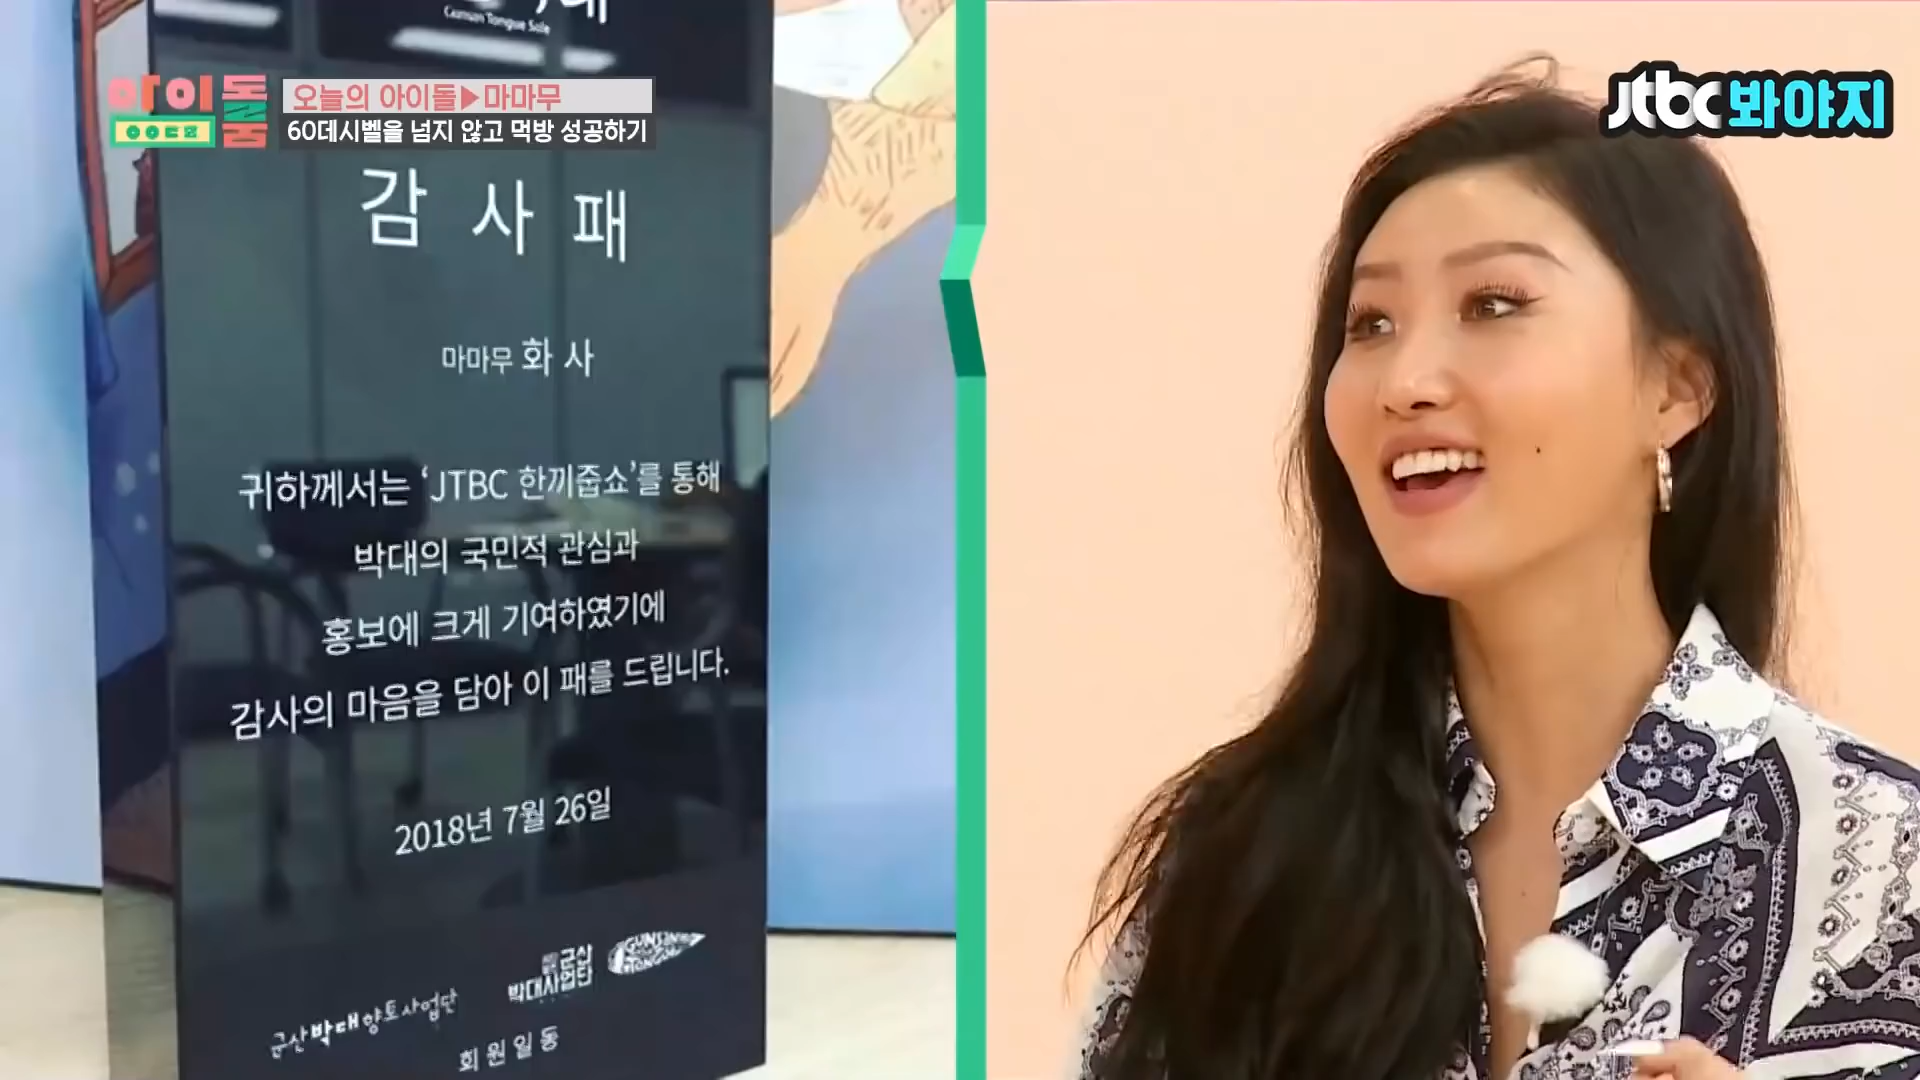 Gunsan Tongue Sole
아이돌룸
오늘의 아이돌▶마마무
60데시벨을 넘지 않고 먹방 성공하기
jtbc 봐야지
감 사 패
마마무 화 사
귀하께서는 'JTBC 한끼줍쇼'를 통해
박대의 국민적 관심과
홍보에 크게 기여하였기에
감사의 마음을 담아 이 패를 드립니다.
2018년 7월 26일
군산
박대사업단
군산박대향토사업단
회 원 일 동